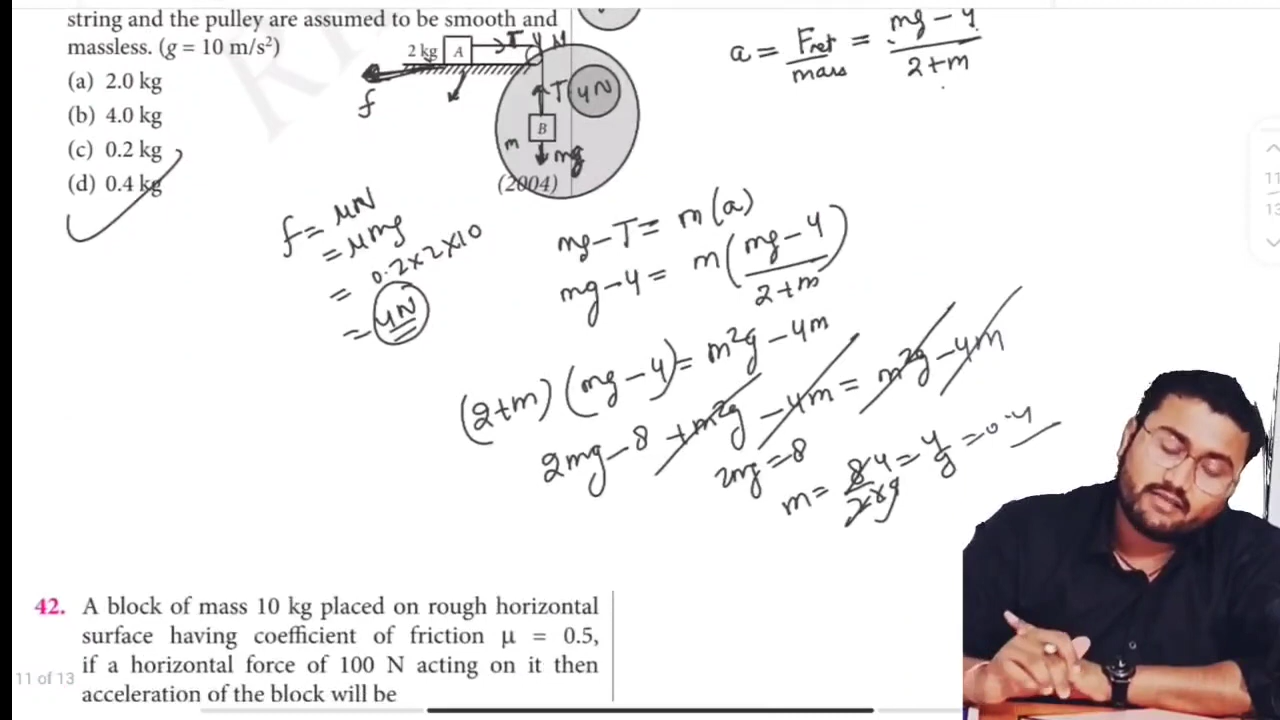 string and the pulley are assumed to be smooth and
massless. (g = 10 m/s²)
(a) 2.0 kg
(b) 4.0 kg
(c) 0.2 kg
(d) 0.4 kg
2 kg A T
f
T 4N
B
m mg
(2004)
a = Fnet/mass = mg-4/2+m
f = μN
= μmg
= 0.2×2×10
= 4N
mg-T = m(a)
mg-4 = m(mg-4/2+m)
(2+m)(mg-4) = m²g-4m
2mg-8+m²g-4m = m²g-4m
2mg=8
m = 8/2×g 4 = 4/g = 0.4
42. A block of mass 10 kg placed on rough horizontal
surface having coefficient of friction μ = 0.5,
if a horizontal force of 100 N acting on it then
acceleration of the block will be
11 of 13
11
13